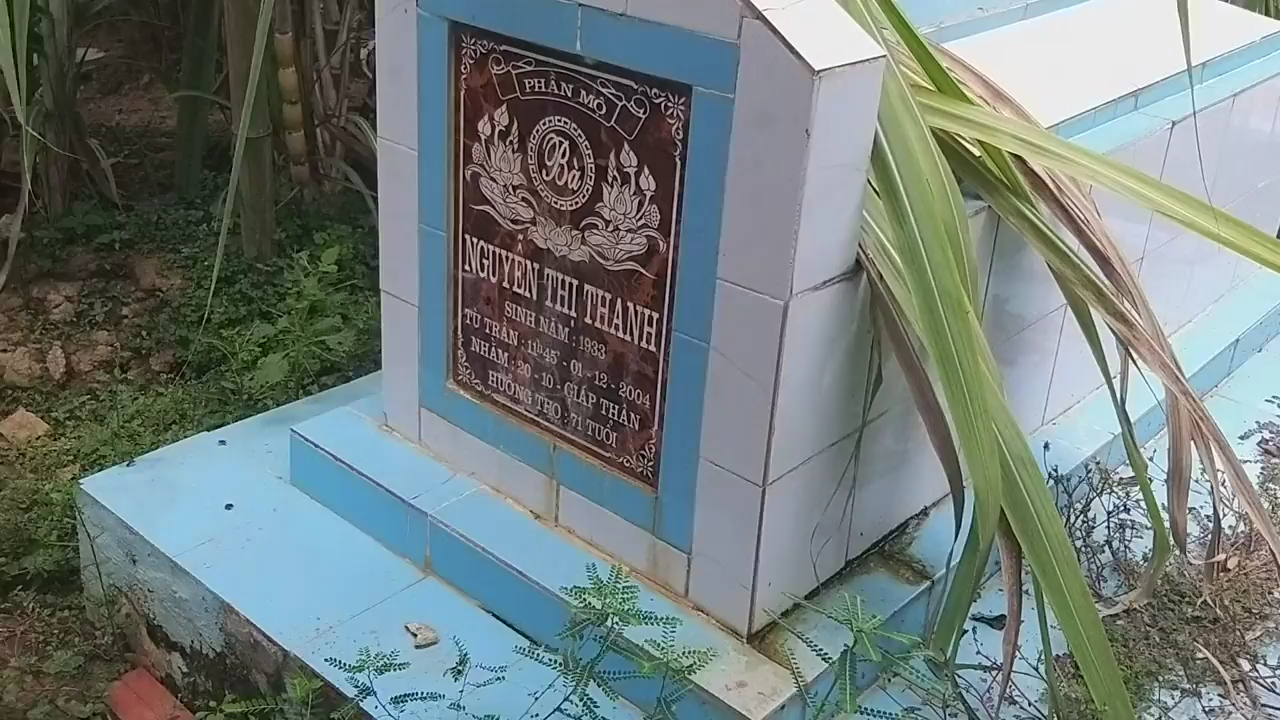 PHẦN MỘ
Bà
NGUYỄN THỊ THANH
SINH NĂM : 1933
TỪ TRẦN : 11h45' - 01 - 12 - 2004
NHẰM : 20 - 10 - GIÁP THÂN
HƯỞNG THỌ : 71 TUỔI